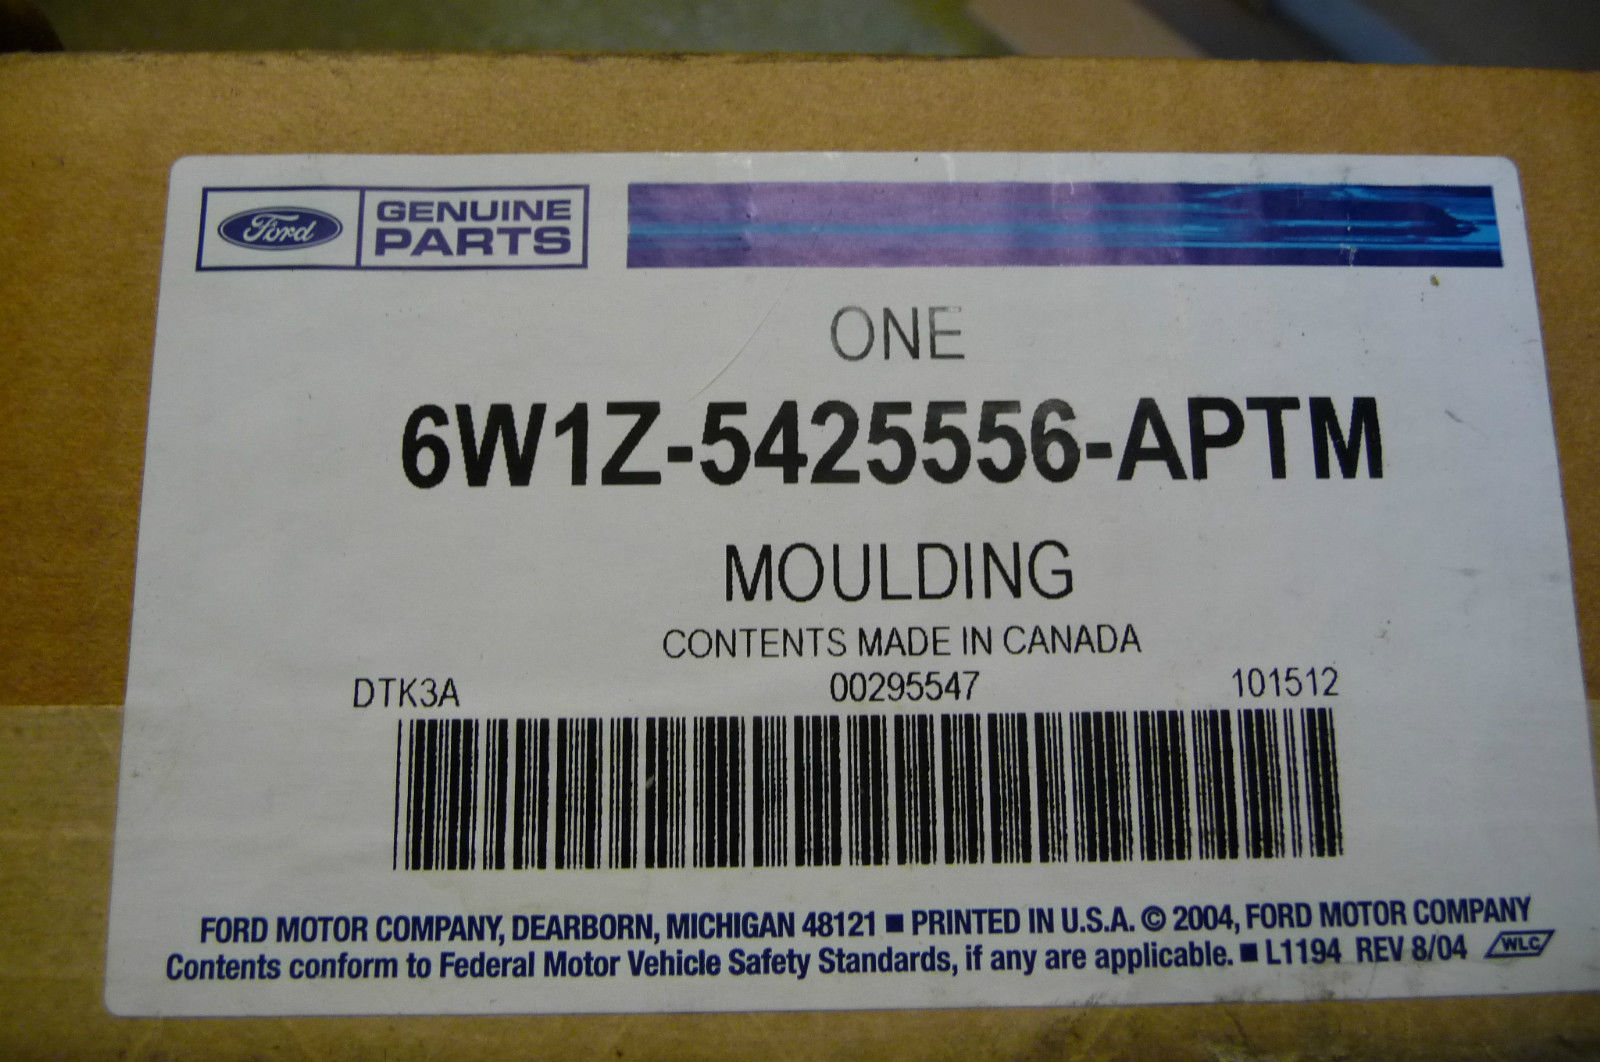 Ford GENUINE PARTS
ONE
6W1Z-5425556-APTM
MOULDING
CONTENTS MADE IN CANADA
DTK3A 00295547 101512
FORD MOTOR COMPANY, DEARBORN, MICHIGAN 48121 ■ PRINTED IN U.S.A. © 2004, FORD MOTOR COMPANY
Contents conform to Federal Motor Vehicle Safety Standards, if any are applicable. ■ L1194 REV 8/04 WLC